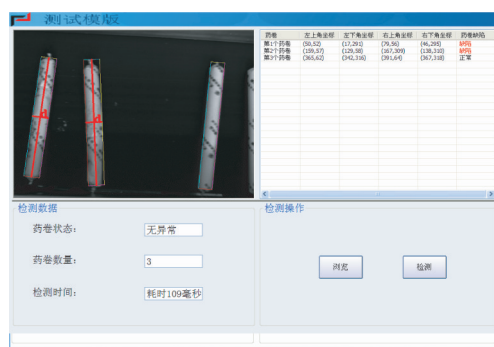 测试模版
药卷 左上角坐标 左下角坐标 右上角坐标 右下角坐标 药卷缺陷
第1个药卷 (50,52) (17,291) (79,56) (46,295) 缺陷
第2个药卷 (159,57) (129,58) (167,309) (138,310) 缺陷
第3个药卷 (365,62) (342,316) (391,64) (367,318) 正常
d d
检测数据
药卷状态： 无异常
药卷数量： 3
检测时间： 耗时109毫秒
检测操作
浏览 检测